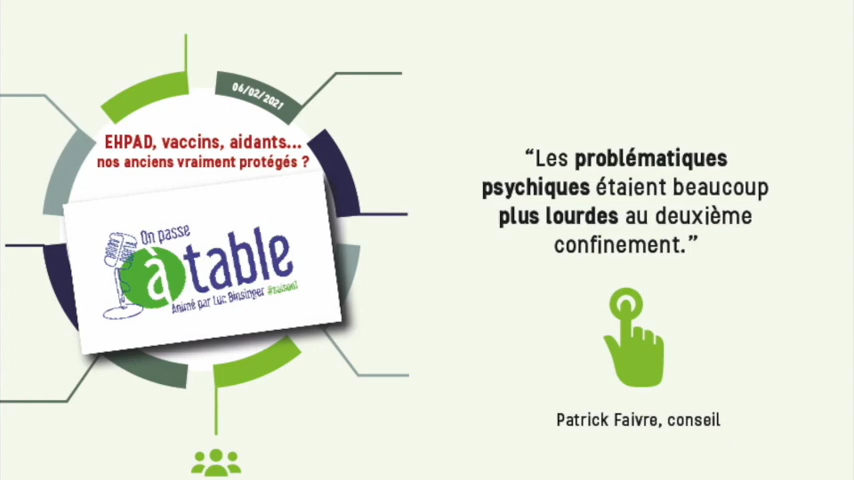 06/02/2021
EHPAD, vaccins, aidants...
nos anciens vraiment protégés ?
On passe
à table
Animé par Luc Binsinger #saison1
“Les problématiques
psychiques étaient beaucoup
plus lourdes au deuxième
confinement.”
Patrick Faivre, conseil